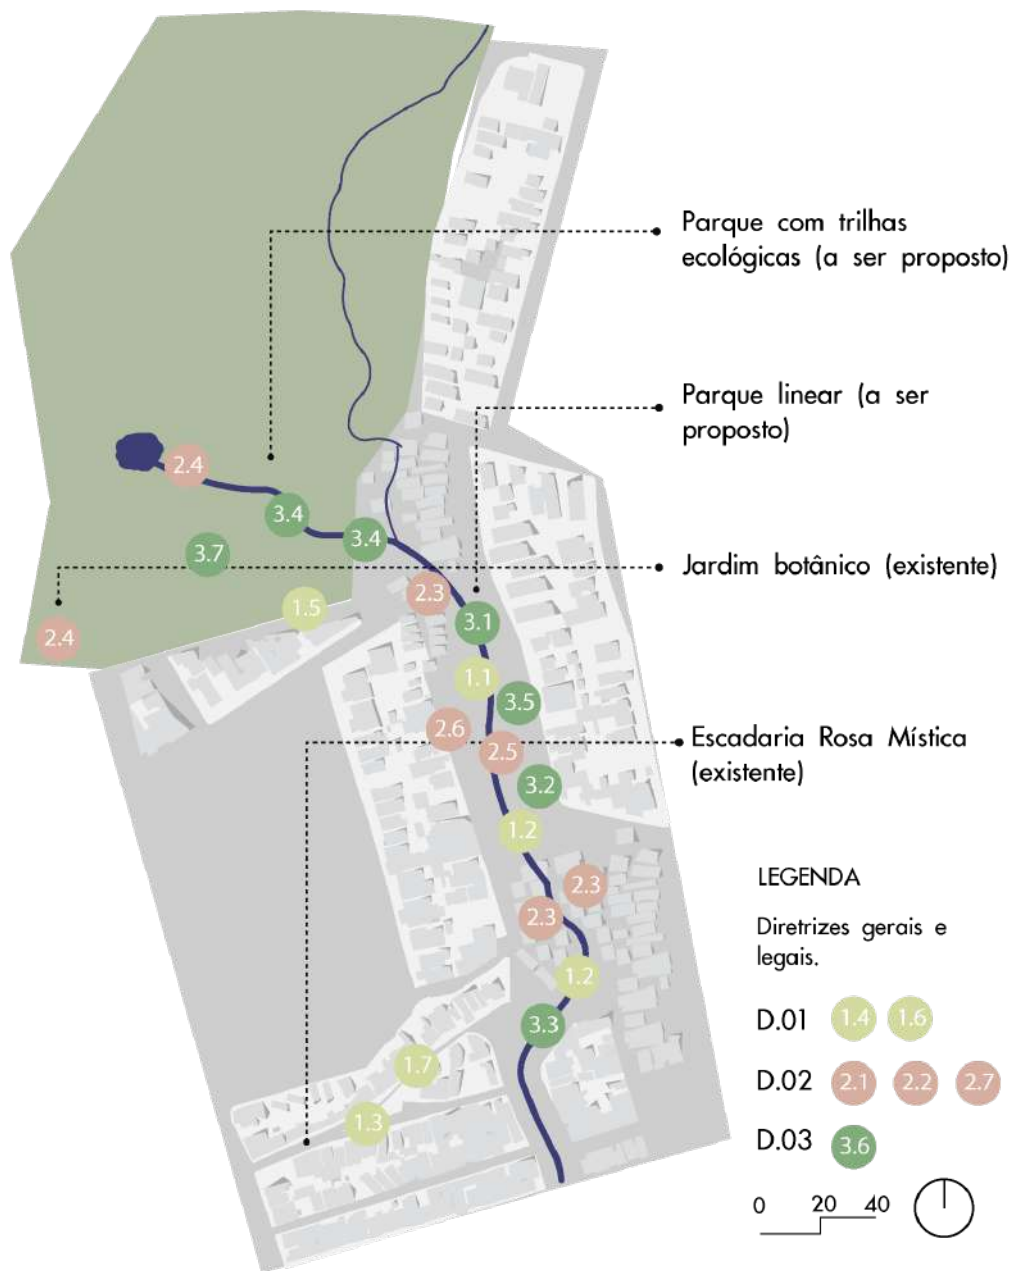 Parque com trilhas
ecológicas (a ser proposto)
Parque linear (a ser
proposto)
2.4
3.4
3.4
3.7
Jardim botânico (existente)
2.3
1.5
3.1
2.4
1.1
3.5
2.6
2.5
Escadaria Rosa Mística
(existente)
3.2
1.2
2.3
2.3
1.2
3.3
1.7
1.3
LEGENDA
Diretrizes gerais e
legais.
D.01 1.4 1.6
D.02 2.1 2.2 2.7
D.03 3.6
0 20 40